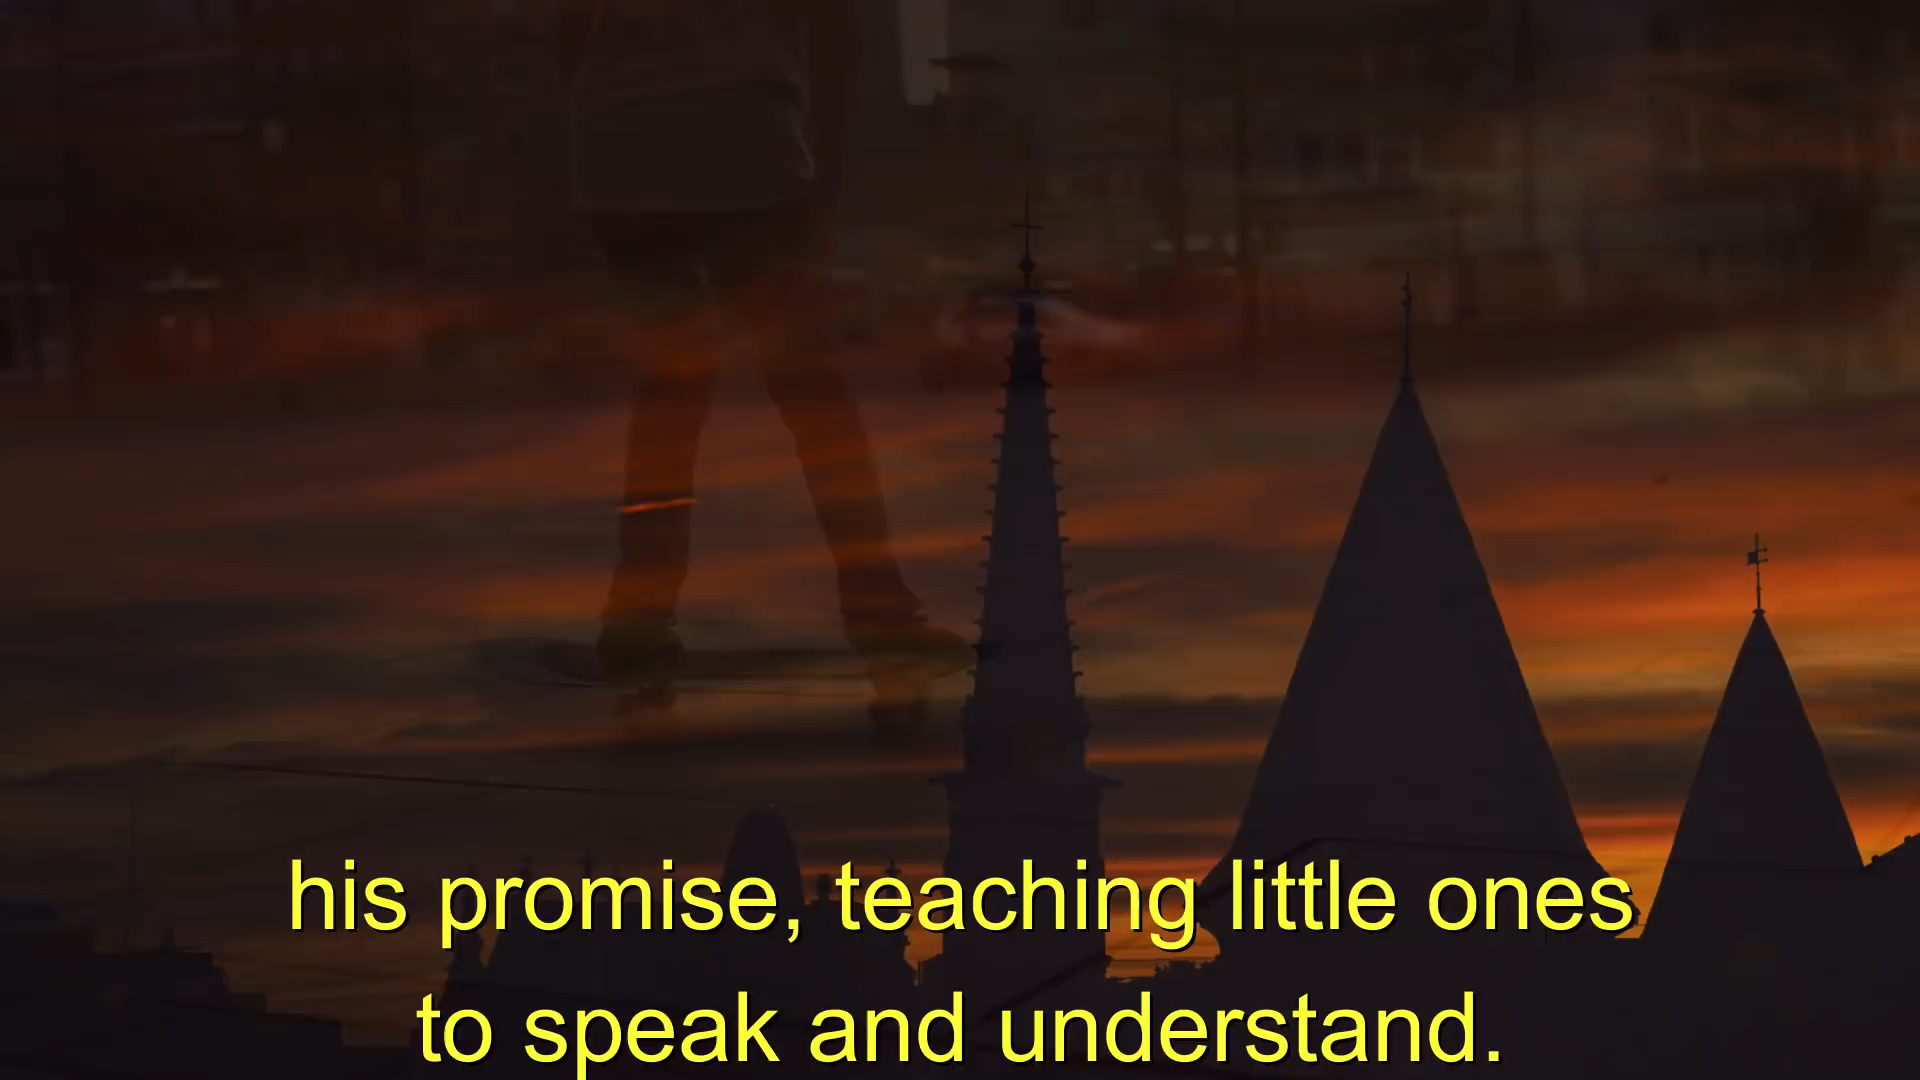 his promise, teaching little ones
to speak and understand.